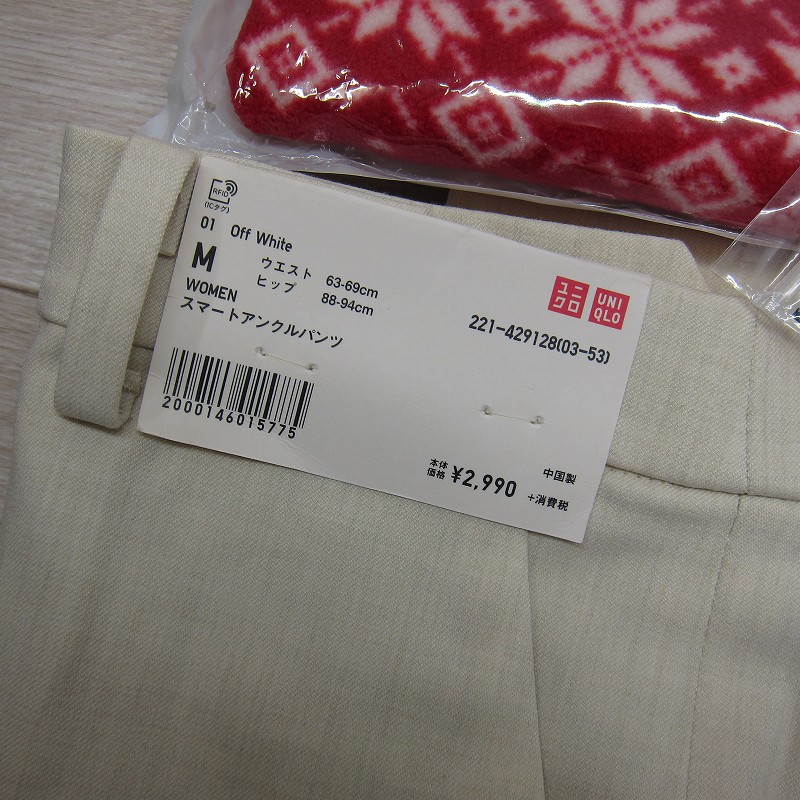 RFID
(ICタグ)
01 Off White
M
ウエスト 63-69cm
ヒップ 88-94cm
WOMEN
スマートアンクルパンツ
2000146015775
ユニ
クロ
UNI
QLO
221-429128(03-53)
本体
価格 ¥2,990
中国製
+消費税